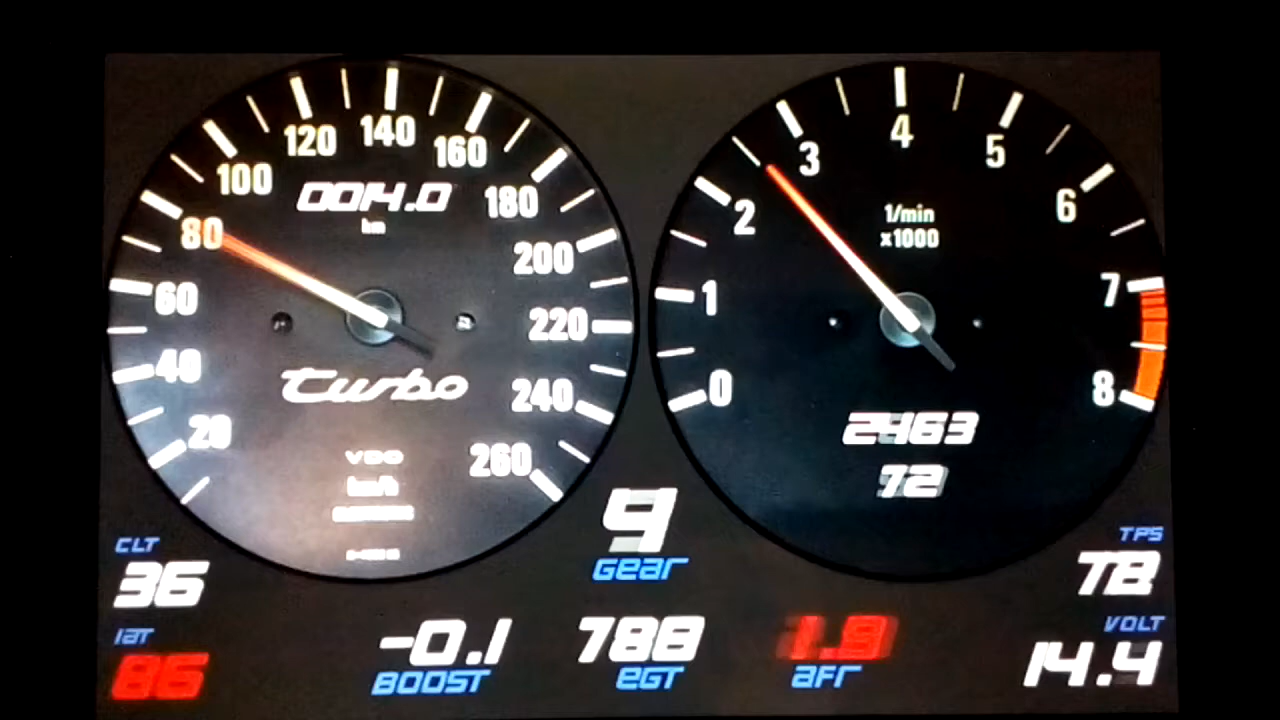 20
40
60
80
100
120
140
160
180
200
220
240
260
0014.0
km
Turbo
VDO
km/h
0
1
2
3
4
5
6
7
8
1/min
x1000
2463
72
9
Gear
CLT
36
IAT
86
-0.1
BOOST
788
EGT
1.9
AFR
TPS
78
VOLT
14.4